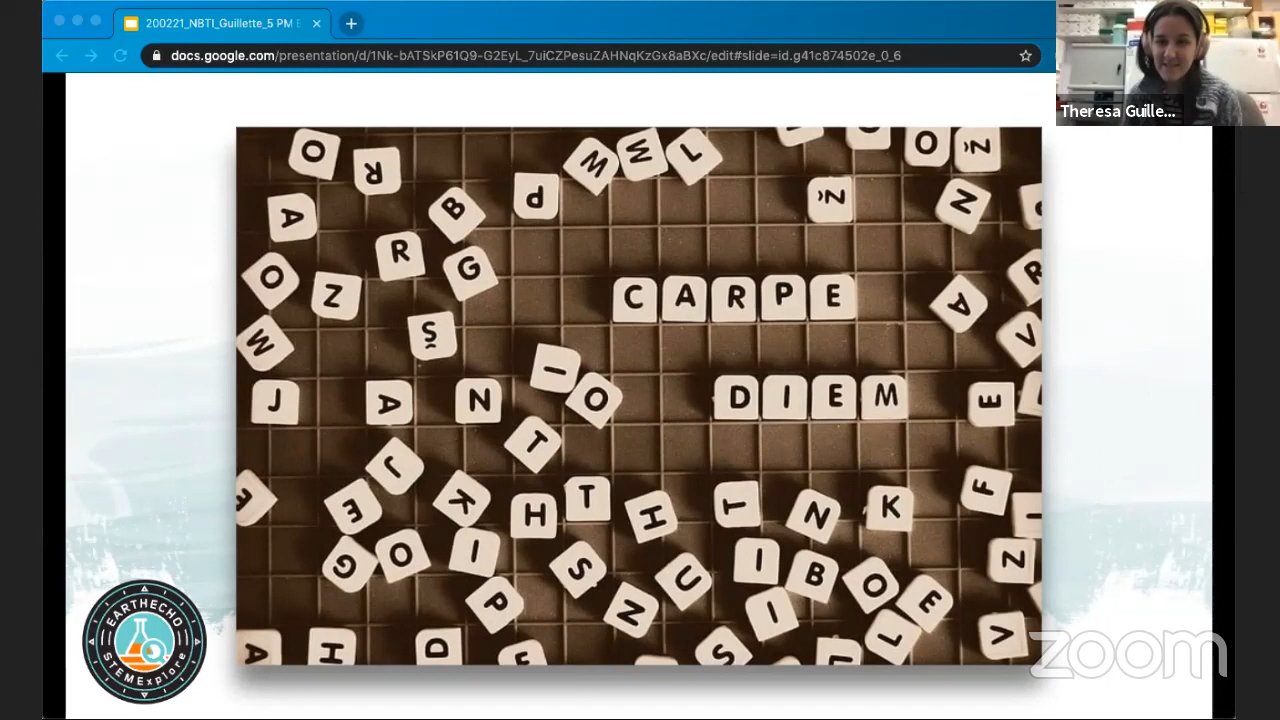 200221_NBTI_Guillette_5 PM E
docs.google.com/presentation/d/1Nk-bATSkP61Q9-G2EyL_7uiCZPesuZAHNqKzGx8aBXc/edit#slide=id.g41c874502e_0_6
Theresa Guille...
CARPE
DIEM
EARTHECHO
STEMExplore
zoom